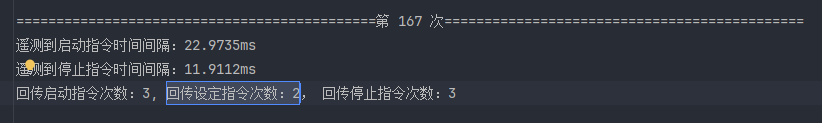 =============================================第 167 次=============================================
遥测到启动指令时间间隔：22.9735ms
遥测到停止指令时间间隔：11.9112ms
回传启动指令次数：3, 回传设定指令次数：2， 回传停止指令次数：3